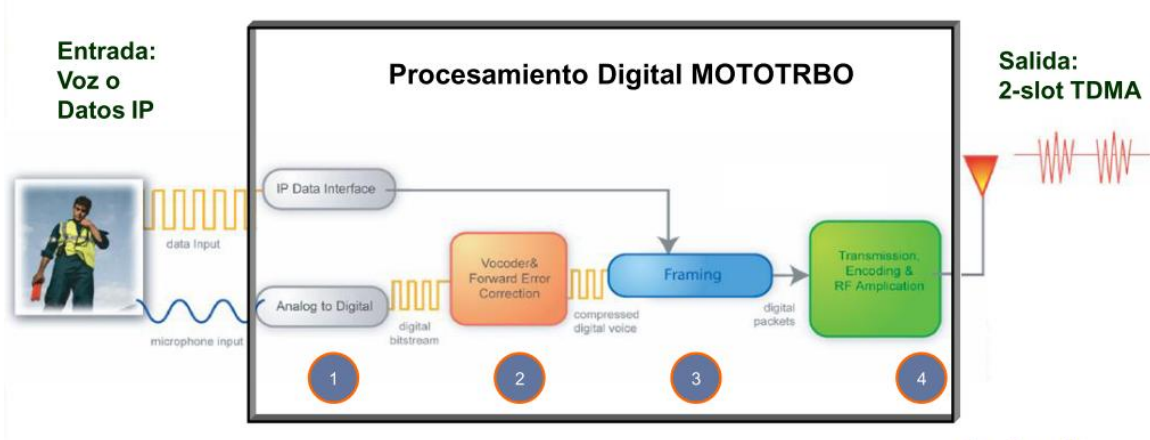 Entrada:
Voz o
Datos IP
Procesamiento Digital MOTOTRBO
Salida:
2-slot TDMA
IP Data Interface
data Input
Vocoder&
Forward Error
Correction
Framing
Transmission,
Encoding &
RF Amplication
Analog to Digital
digital
bitstream
compressed
digital voice
digital
packets
microphone input
1
2
3
4